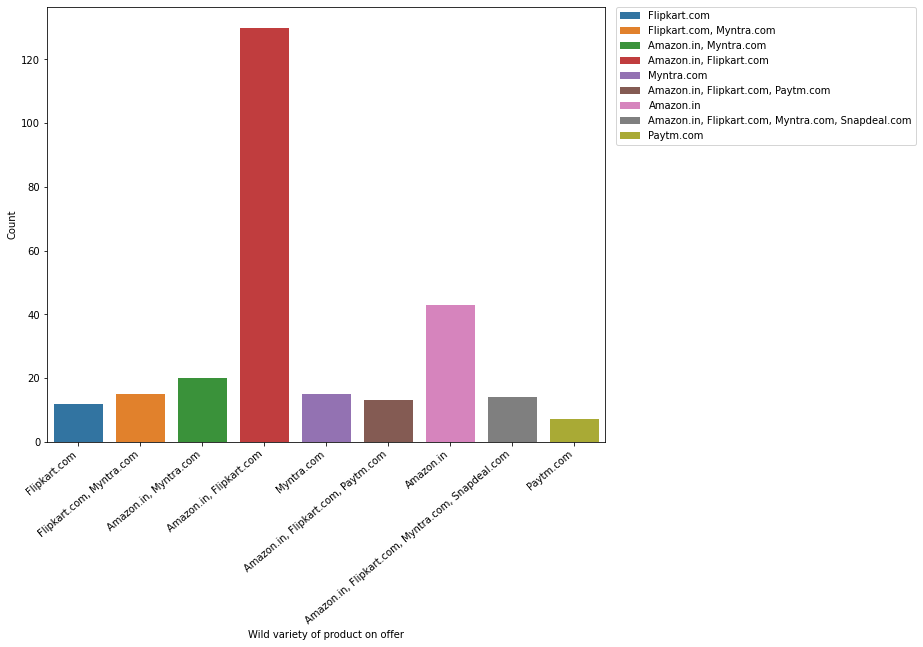 120
100
80
60
40
20
0
Count
Flipkart.com
Flipkart.com, Myntra.com
Amazon.in, Myntra.com
Amazon.in, Flipkart.com
Myntra.com
Amazon.in, Flipkart.com, Paytm.com
Amazon.in
Amazon.in, Flipkart.com, Myntra.com, Snapdeal.com
Paytm.com
Wild variety of product on offer
Flipkart.com
Flipkart.com, Myntra.com
Amazon.in, Myntra.com
Amazon.in, Flipkart.com
Myntra.com
Amazon.in, Flipkart.com, Paytm.com
Amazon.in
Amazon.in, Flipkart.com, Myntra.com, Snapdeal.com
Paytm.com